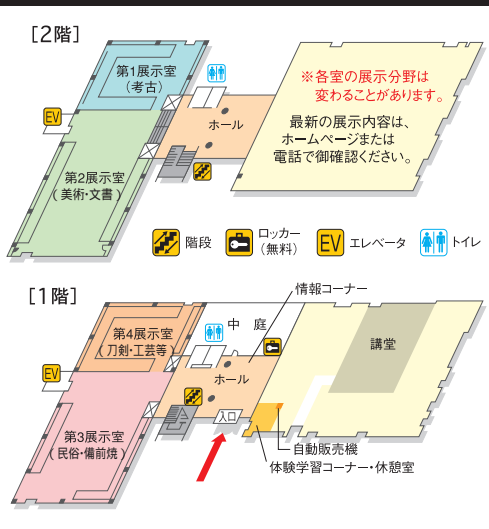 [2階]
第1展示室
(考古)
※各室の展示分野は
変わることがあります。
EV
ホール
最新の展示内容は、
ホームページまたは
電話で御確認ください。
第2展示室
(美術・文書)
階段
ロッカー
(無料)
EV
エレベータ
トイレ
[1階]
情報コーナー
第4展示室
(刀剣・工芸等)
中庭
講堂
EV
ホール
入口
第3展示室
(民俗・備前焼)
自動販売機
体験学習コーナー・休憩室